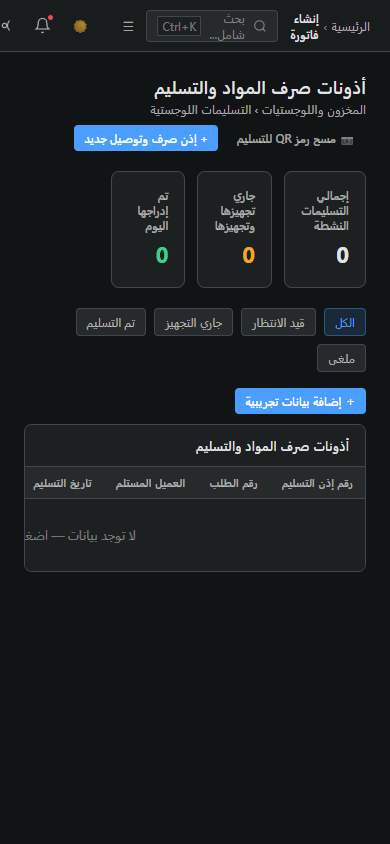 الرئيسية › إنشاء فاتورة
بحث شامل... Ctrl+K
☰
أذونات صرف المواد والتسليم
المخزون واللوجستيات › التسليمات اللوجستية
مسح رمز QR للتسليم
+ إذن صرف وتوصيل جديد
إجمالي التسليمات النشطة
0
جاري تجهيزها وتجهيزها
0
تم إدراجها اليوم
0
الكل
قيد الانتظار
جاري التجهيز
تم التسليم
ملغى
+ إضافة بيانات تجريبية
أذونات صرف المواد والتسليم
رقم إذن التسليم رقم الطلب العميل المستلم تاريخ التسليم
لا توجد بيانات —